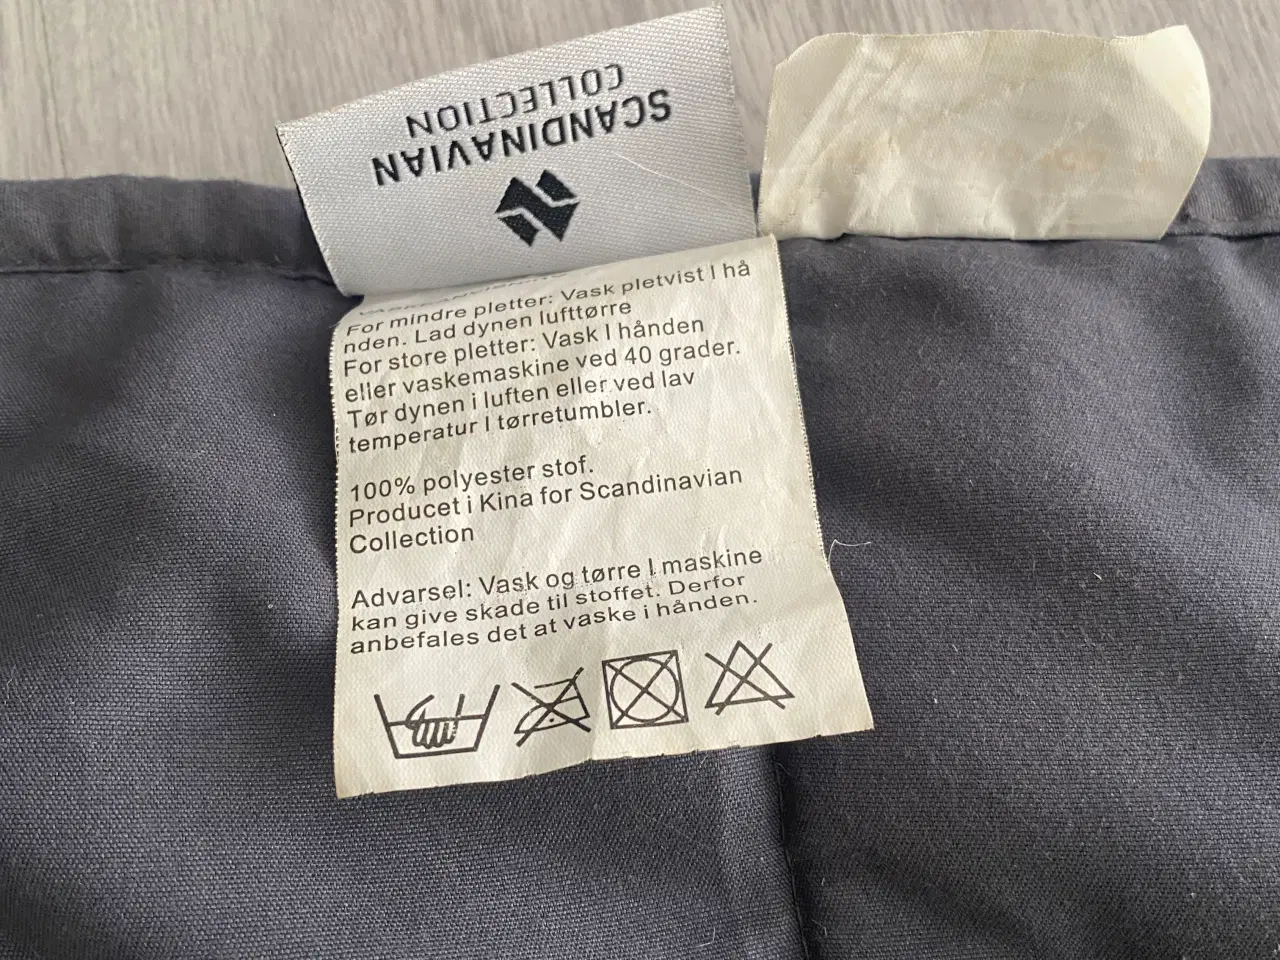 SCANDINAVIAN
COLLECTION
For mindre pletter: Vask pletvist I hå
nden. Lad dynen lufttørre
For store pletter: Vask I hånden
eller vaskemaskine ved 40 grader.
Tør dynen i luften eller ved lav
temperatur I tørretumbler.
100% polyester stof.
Producet i Kina for Scandinavian
Collection
Advarsel: Vask og tørre I maskine
kan give skade til stoffet. Derfor
anbefales det at vaske i hånden.